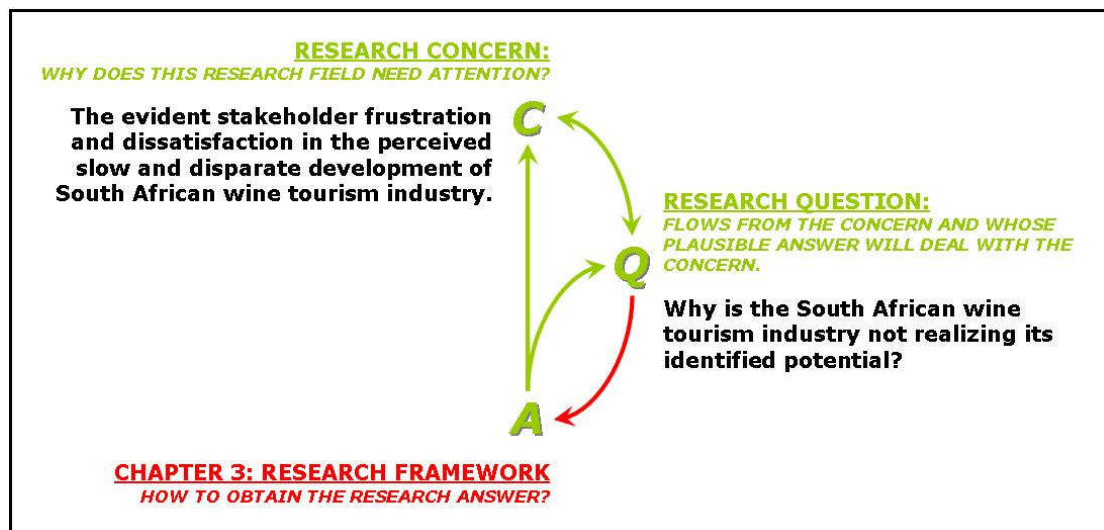 RESEARCH CONCERN:
WHY DOES THIS RESEARCH FIELD NEED ATTENTION?
The evident stakeholder frustration
and dissatisfaction in the perceived
slow and disparate development of
South African wine tourism industry.
C
RESEARCH QUESTION:
FLOWS FROM THE CONCERN AND WHOSE
PLAUSIBLE ANSWER WILL DEAL WITH THE
CONCERN.
Q
Why is the South African wine
tourism industry not realizing its
identified potential?
A
CHAPTER 3: RESEARCH FRAMEWORK
HOW TO OBTAIN THE RESEARCH ANSWER?